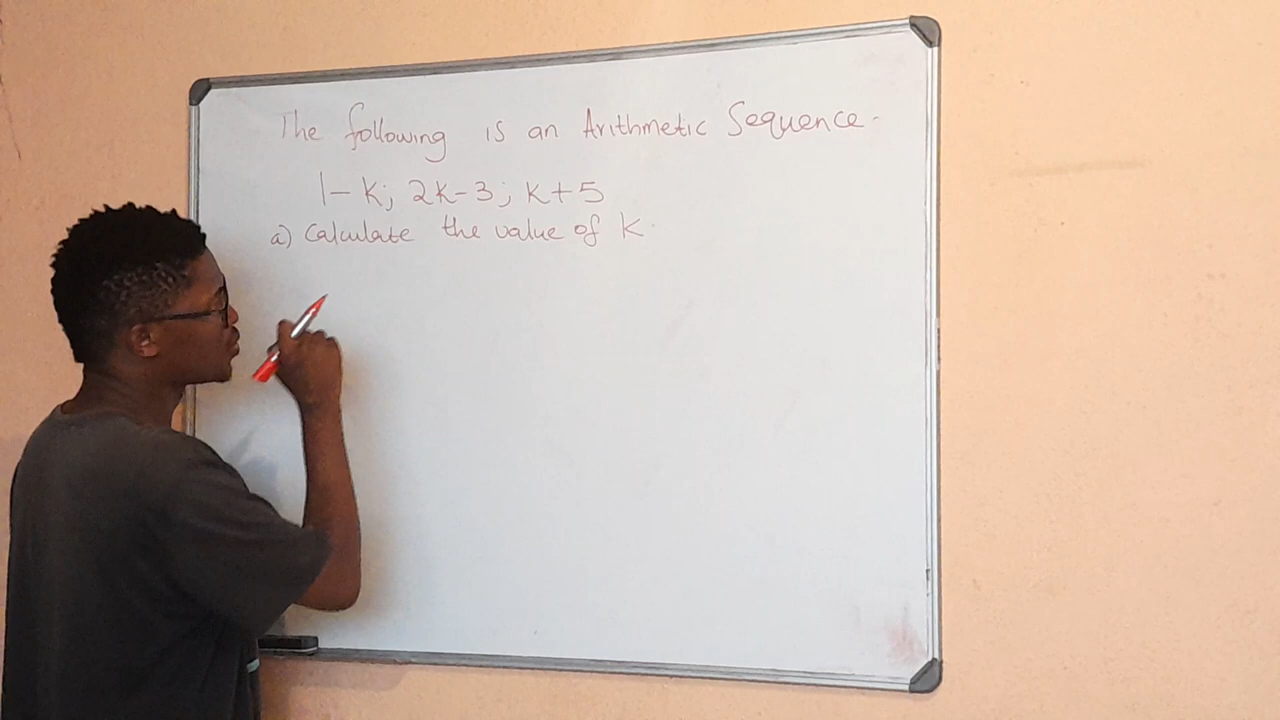 The following is an Arithmetic Sequence.
1-k; 2k-3; k+5
a) Calculate the value of k.